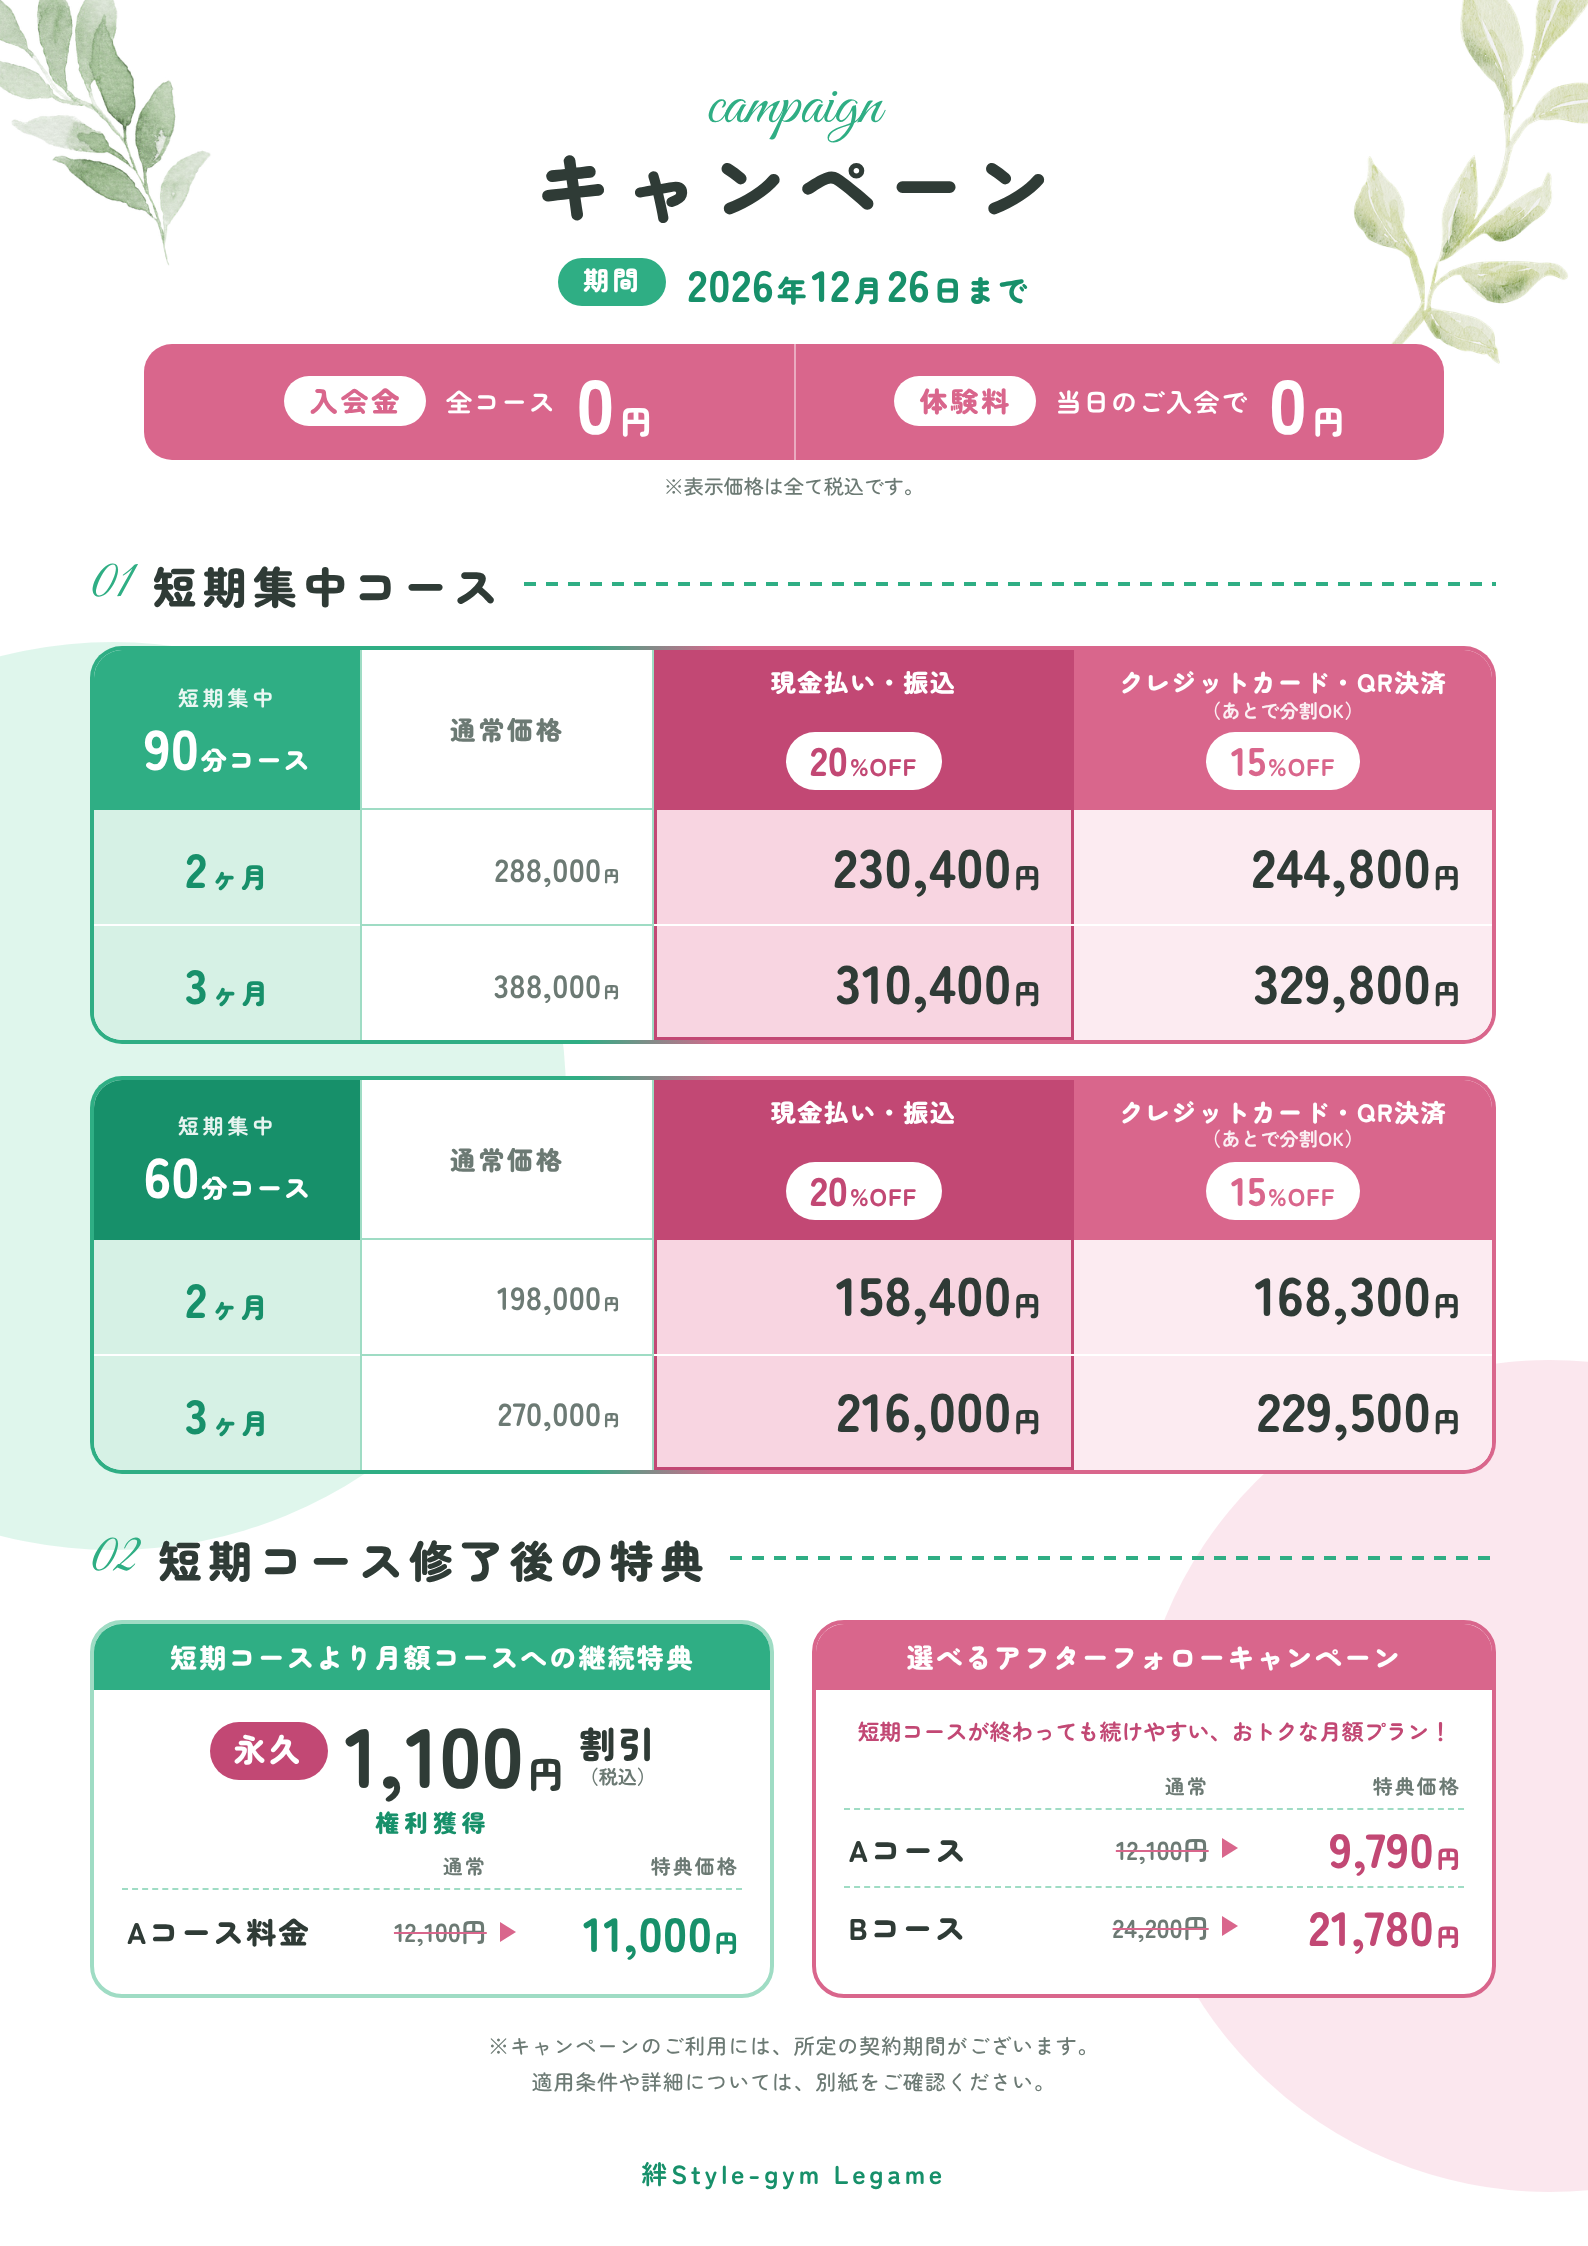 campaign
キャンペーン
期間 2026年12月26日まで
入会金 全コース 0円
体験料 当日のご入会で 0円
※表示価格は全て税込です。
01 短期集中コース
短期集中
90分コース
通常価格
現金払い・振込
20%OFF
クレジットカード・QR決済
（あとで分割OK）
15%OFF
2ヶ月 288,000円 230,400円 244,800円
3ヶ月 388,000円 310,400円 329,800円
短期集中
60分コース
通常価格
現金払い・振込
20%OFF
クレジットカード・QR決済
（あとで分割OK）
15%OFF
2ヶ月 198,000円 158,400円 168,300円
3ヶ月 270,000円 216,000円 229,500円
02 短期コース修了後の特典
短期コースより月額コースへの継続特典
永久 1,100円 割引
（税込）
権利獲得
通常 特典価格
Aコース料金 12,100円 ▶ 11,000円
選べるアフターフォローキャンペーン
短期コースが終わっても続けやすい、おトクな月額プラン！
通常 特典価格
Aコース 12,100円 ▶ 9,790円
Bコース 24,200円 ▶ 21,780円
※キャンペーンのご利用には、所定の契約期間がございます。
適用条件や詳細については、別紙をご確認ください。
絆Style-gym Legame